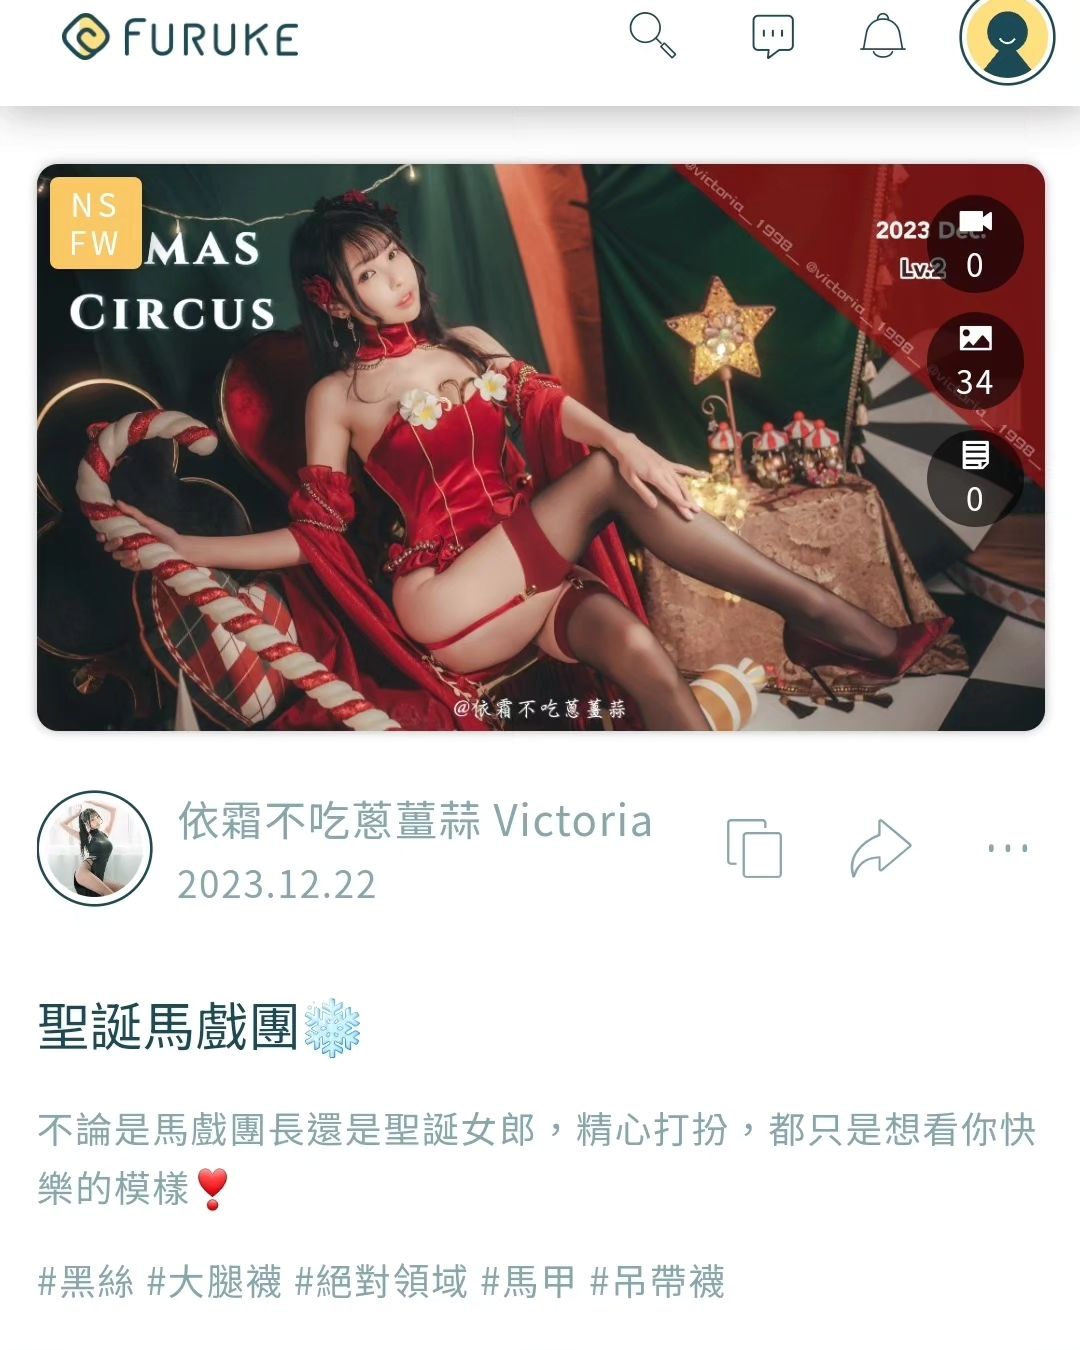 FURUKE
NS
FW
MAS
CIRCUS
@victoria__1998__ @victoria__1998__ @victoria__1998__
2023 Dec.
Lv.2
0
34
0
@依霜不吃蔥薑蒜
依霜不吃蔥薑蒜 Victoria
2023.12.22
聖誕馬戲團❄️
不論是馬戲團長還是聖誕女郎，精心打扮，都只是想看你快
樂的模樣❣️
#黑絲 #大腿襪 #絕對領域 #馬甲 #吊帶襪